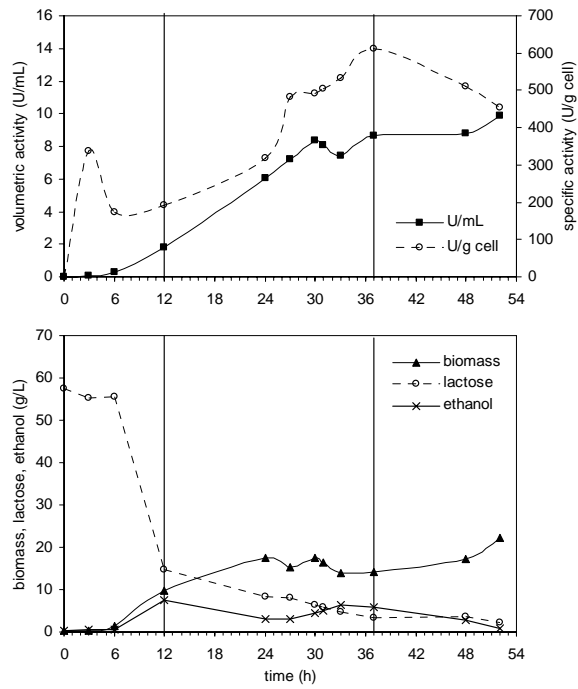 volumetric activity (U/mL)
16
14
12
10
8
6
4
2
0
700
600
500
400
300
200
100
0
specific activity (U/g cell)
U/mL
U/g cell
0 6 12 18 24 30 36 42 48 54
biomass, lactose, ethanol (g/L)
70
60
50
40
30
20
10
0
biomass
lactose
ethanol
0 6 12 18 24 30 36 42 48 54
time (h)